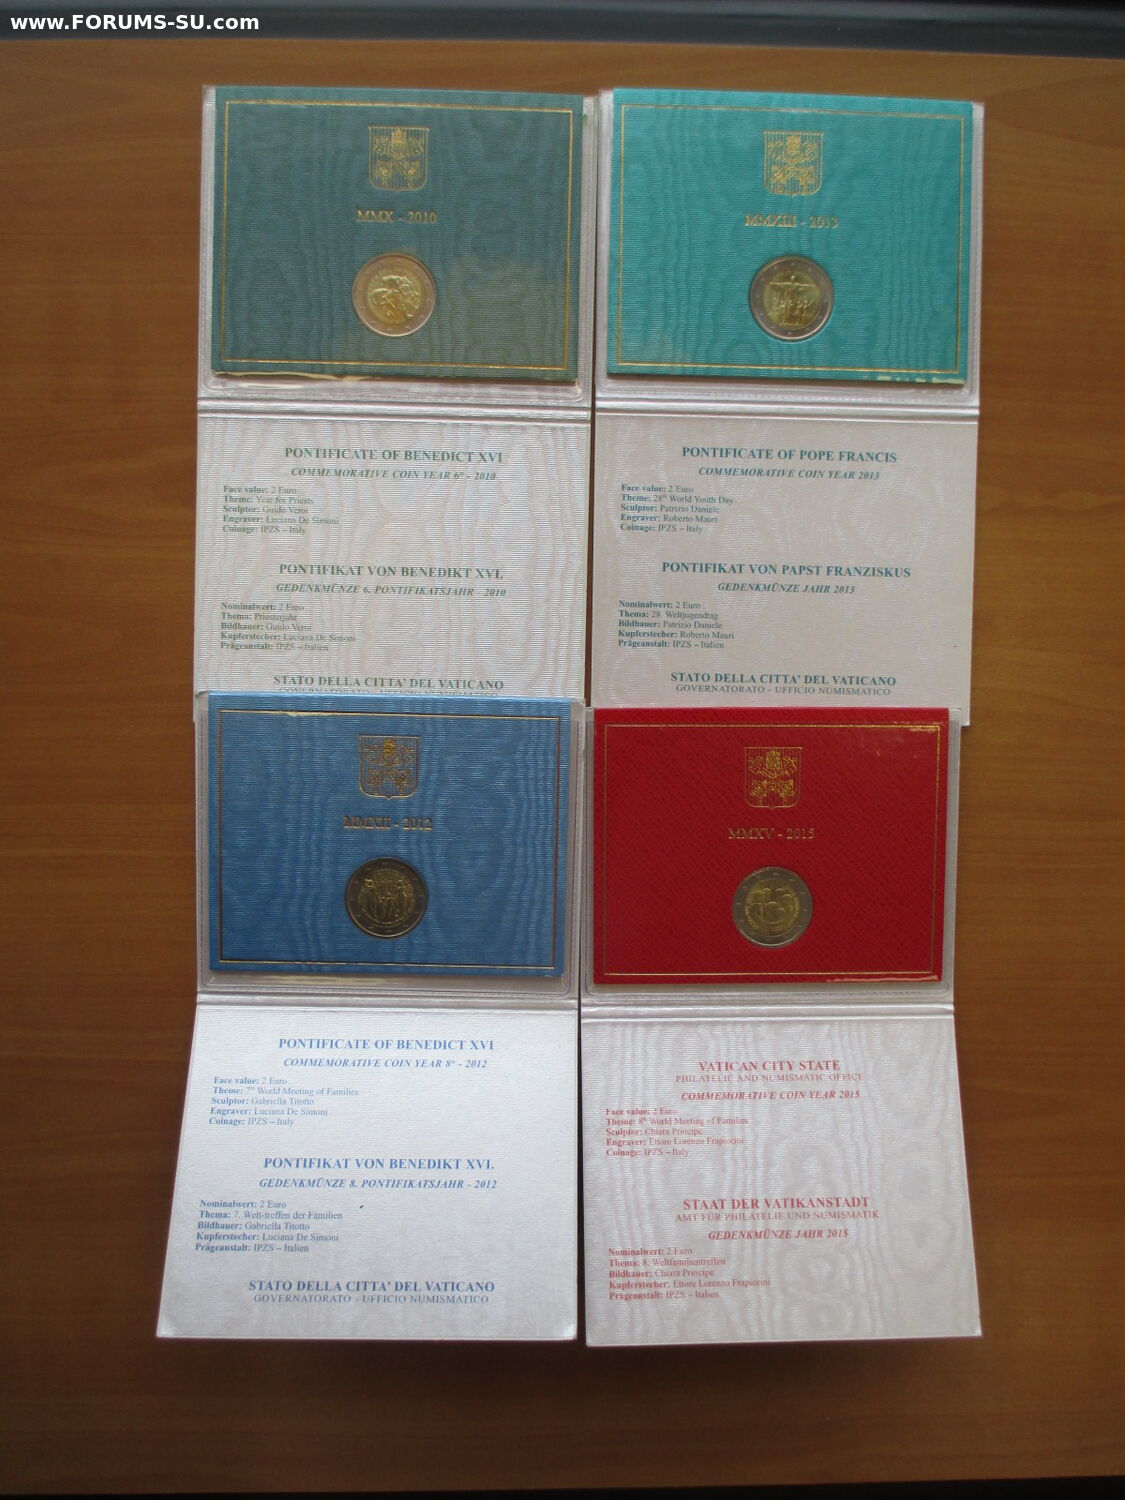 www.FORUMS-SU.com
MMX - 2010
PONTIFICATE OF BENEDICT XVI
COMMEMORATIVE COIN YEAR 6° - 2010
Face value: 2 Euro
Theme: Year for Priests
Sculptor: Guido Veroi
Engraver: Luciana De Simoni
Coinage: IPZS – Italy
PONTIFIKAT VON BENEDIKT XVI.
GEDENKMÜNZE 6. PONTIFIKATSJAHR - 2010
Nominalwert: 2 Euro
Thema: Priesterjahr
Bildhauer: Guido Veroi
Kupferstecher: Luciana De Simoni
Prägeanstalt: IPZS – Italien
STATO DELLA CITTA' DEL VATICANO
GOVERNATORATO - UFFICIO NUMISMATICO
MMXIII - 2013
PONTIFICATE OF POPE FRANCIS
COMMEMORATIVE COIN YEAR 2013
Face value: 2 Euro
Theme: 28th World Youth Day
Sculptor: Patrizio Daniele
Engraver: Roberto Mauri
Coinage: IPZS – Italy
PONTIFIKAT VON PAPST FRANZISKUS
GEDENKMÜNZE JAHR 2013
Nominalwert: 2 Euro
Thema: 28. Weltjugendtag
Bildhauer: Patrizio Daniele
Kupferstecher: Roberto Mauri
Prägeanstalt: IPZS – Italien
STATO DELLA CITTA' DEL VATICANO
GOVERNATORATO - UFFICIO NUMISMATICO
MMXII - 2012
PONTIFICATE OF BENEDICT XVI
COMMEMORATIVE COIN YEAR 8° - 2012
Face value: 2 Euro
Theme: 7th World Meeting of Families
Sculptor: Gabriella Titotto
Engraver: Luciana De Simoni
Coinage: IPZS – Italy
PONTIFIKAT VON BENEDIKT XVI.
GEDENKMÜNZE 8. PONTIFIKATSJAHR - 2012
Nominalwert: 2 Euro
Thema: 7. Welt-treffen der Familien
Bildhauer: Gabriella Titotto
Kupferstecher: Luciana De Simoni
Prägeanstalt: IPZS – Italien
STATO DELLA CITTA' DEL VATICANO
GOVERNATORATO - UFFICIO NUMISMATICO
MMXV - 2015
VATICAN CITY STATE
PHILATELIC AND NUMISMATIC OFFICE
COMMEMORATIVE COIN YEAR 2015
Face value: 2 Euro
Theme: 8th World Meeting of Families
Sculptor: Chiara Principe
Engraver: Ettore Lorenzo Frapiccini
Coinage: IPZS – Italy
STAAT DER VATIKANSTADT
AMT FÜR PHILATELIE UND NUMISMATIK
GEDENKMÜNZE JAHR 2015
Nominalwert: 2 Euro
Thema: 8. Weltfamilientreffen
Bildhauer: Chiara Principe
Kupferstecher: Ettore Lorenzo Frapiccini
Prägeanstalt: IPZS – Italien